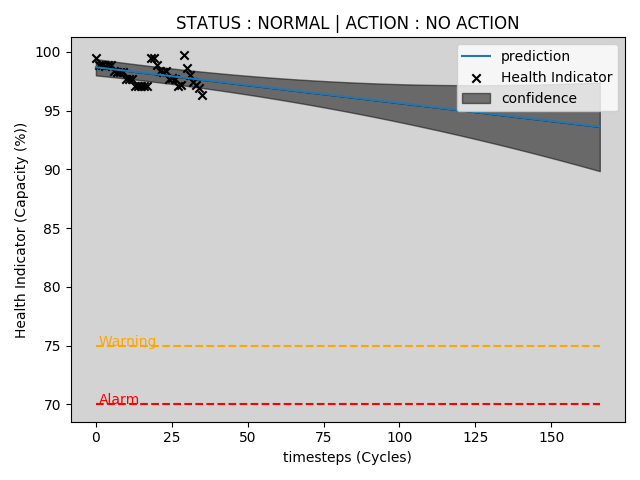 STATUS : NORMAL | ACTION : NO ACTION
Health Indicator (Capacity (%))
100
95
90
85
80
75
70
prediction
Health Indicator
confidence
Warning
Alarm
0
25
50
75
100
125
150
timesteps (Cycles)